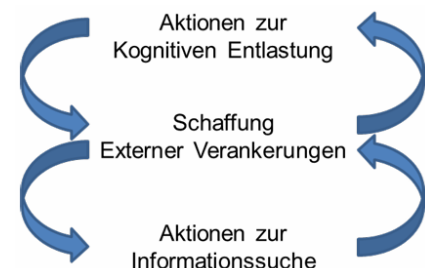 Aktionen zur
Kognitiven Entlastung
Schaffung
Externer Verankerungen
Aktionen zur
Informationssuche